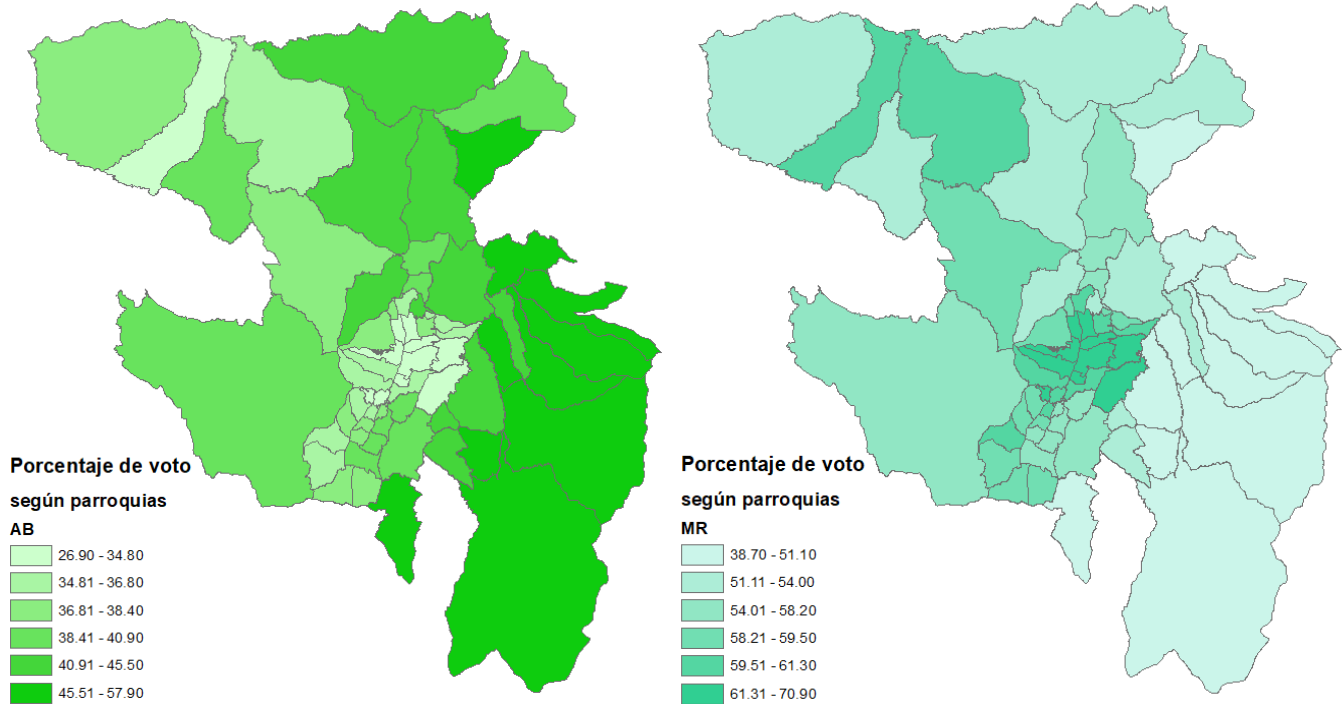 Porcentaje de voto
según parroquias
AB
26.90 - 34.80
34.81 - 36.80
36.81 - 38.40
38.41 - 40.90
40.91 - 45.50
45.51 - 57.90
Porcentaje de voto
según parroquias
MR
38.70 - 51.10
51.11 - 54.00
54.01 - 58.20
58.21 - 59.50
59.51 - 61.30
61.31 - 70.90